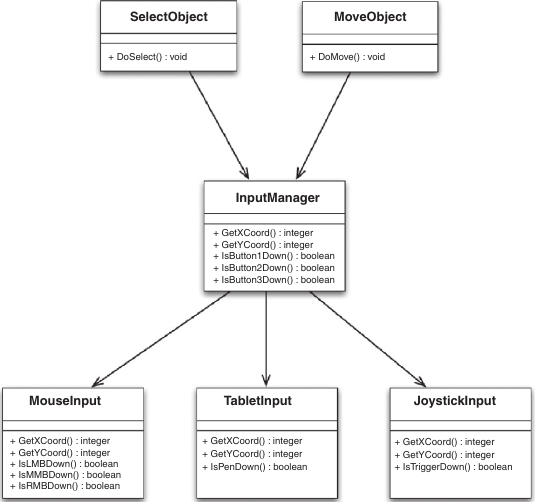 SelectObject
+ DoSelect() : void
MoveObject
+ DoMove() : void
InputManager
+ GetXCoord() : integer
+ GetYCoord() : integer
+ IsButton1Down() : boolean
+ IsButton2Down() : boolean
+ IsButton3Down() : boolean
MouseInput
+ GetXCoord() : integer
+ GetYCoord() : integer
+ IsLMBDown() : boolean
+ IsMMBDown() : boolean
+ IsRMBDown() : boolean
TabletInput
+ GetXCoord() : integer
+ GetYCoord() : integer
+ IsPenDown() : boolean
JoystickInput
+ GetXCoord() : integer
+ GetYCoord() : integer
+ IsTriggerDown() : boolean